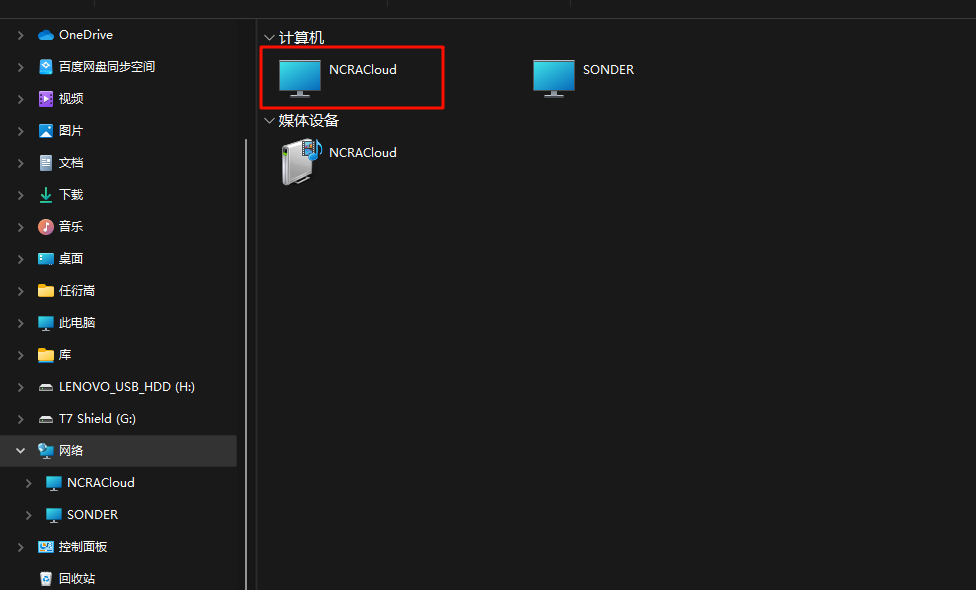 OneDrive
百度网盘同步空间
视频
图片
文档
下载
音乐
桌面
任衍嵛
此电脑
库
LENOVO_USB_HDD (H:)
T7 Shield (G:)
网络
NCRACloud
SONDER
控制面板
回收站
计算机
NCRACloud
SONDER
媒体设备
NCRACloud